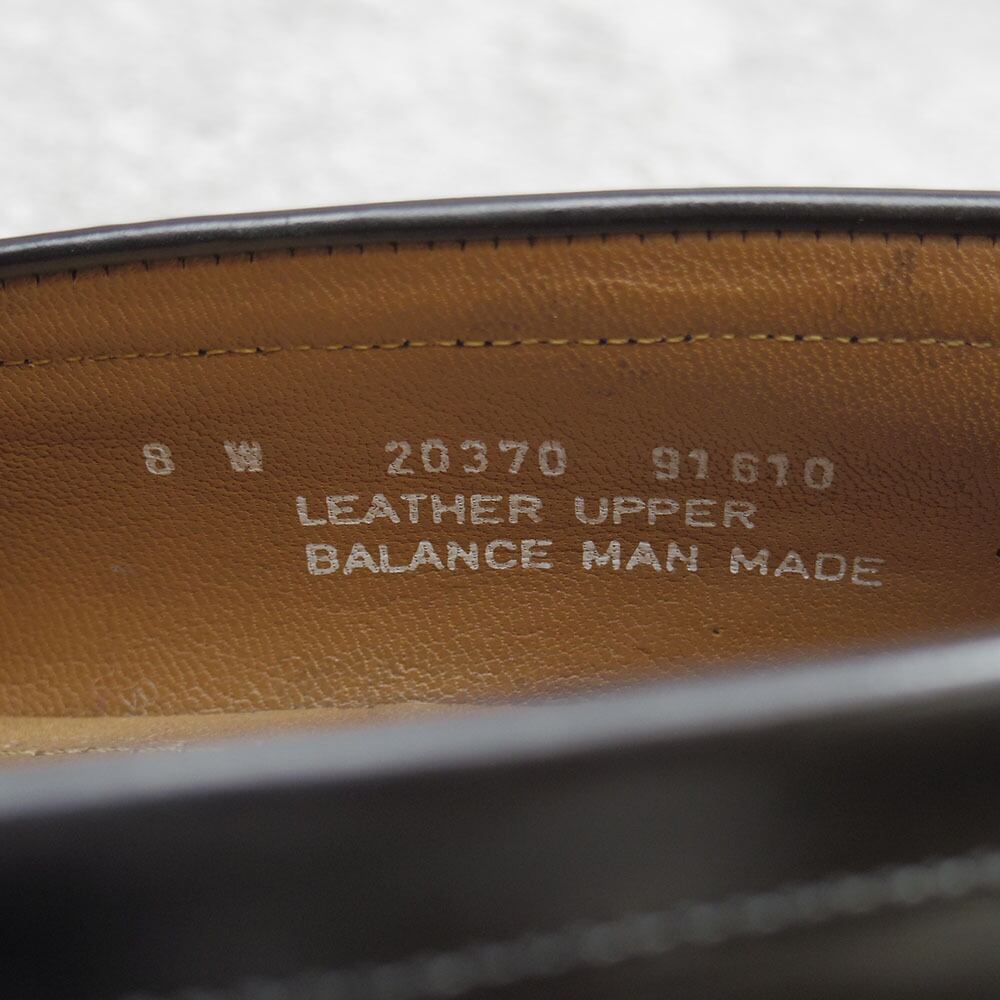 8 W 20370 91610
LEATHER UPPER
BALANCE MAN MADE